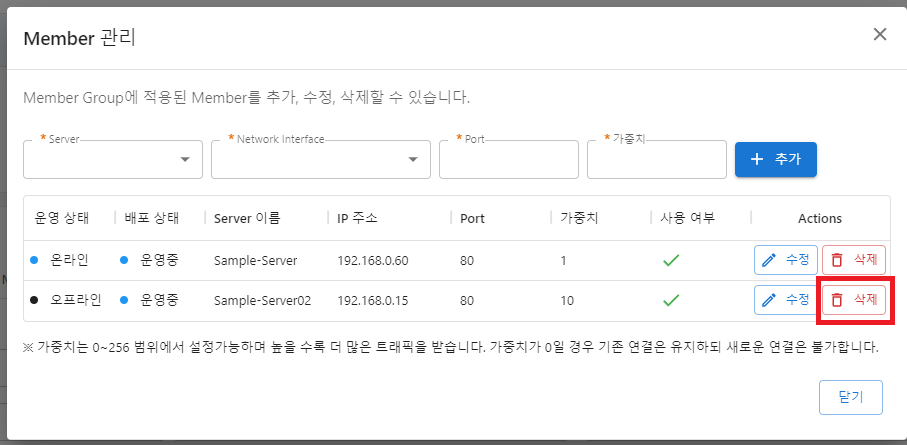 Member 관리
Member Group에 적용된 Member를 추가, 수정, 삭제할 수 있습니다.
* Server * Network Interface * Port * 가중치
+ 추가
운영 상태 배포 상태 Server 이름 IP 주소 Port 가중치 사용 여부 Actions
온라인 운영중 Sample-Server 192.168.0.60 80 1 수정 삭제
오프라인 운영중 Sample-Server02 192.168.0.15 80 10 수정 삭제
※ 가중치는 0~256 범위에서 설정가능하며 높을 수록 더 많은 트래픽을 받습니다. 가중치가 0일 경우 기존 연결은 유지하되 새로운 연결은 불가합니다.
닫기